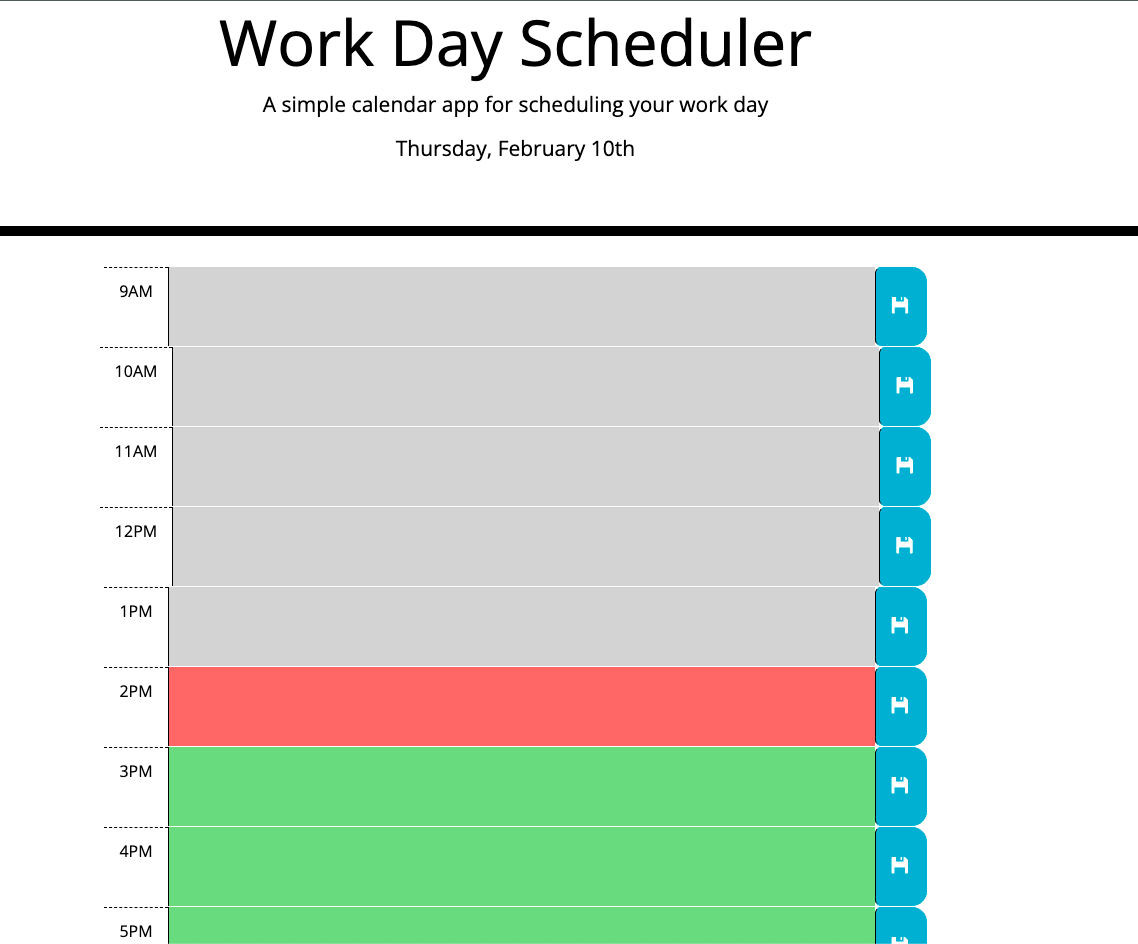 Work Day Scheduler
A simple calendar app for scheduling your work day
Thursday, February 10th
9AM
10AM
11AM
12PM
1PM
2PM
3PM
4PM
5PM